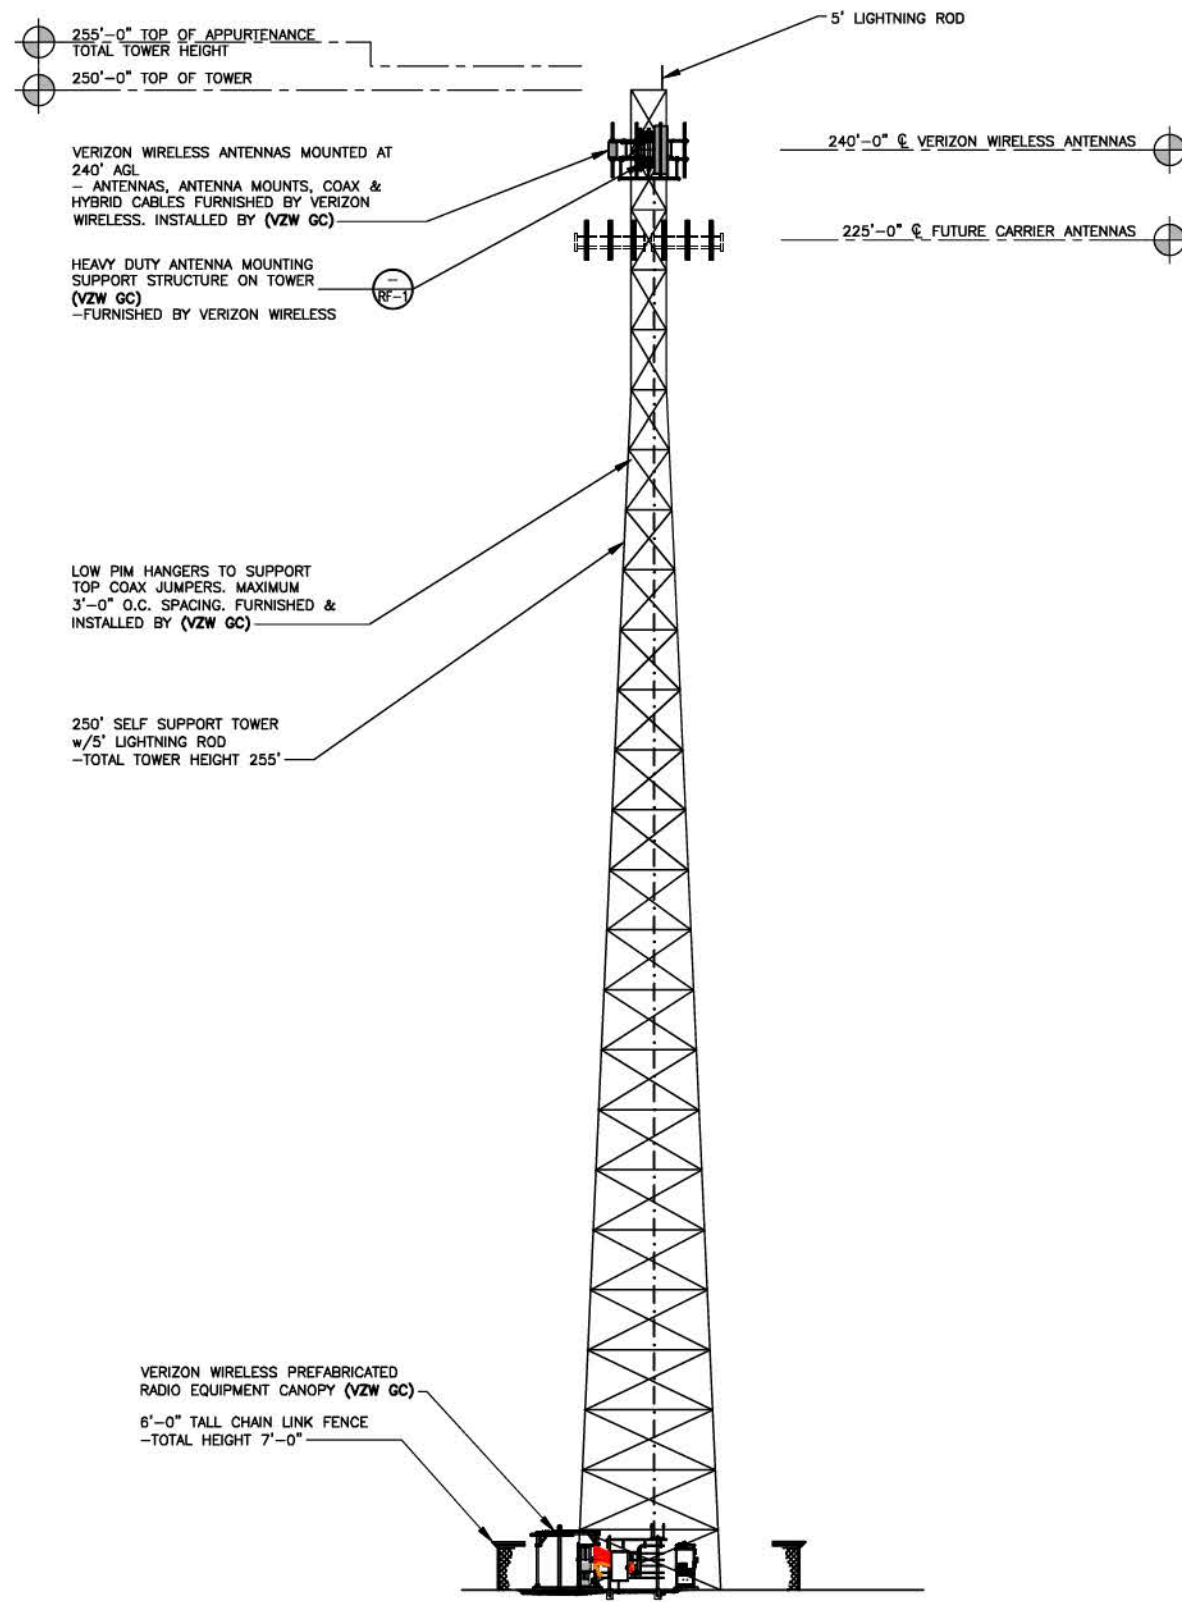 5' LIGHTNING ROD
255'-0" TOP OF APPURTENANCE
TOTAL TOWER HEIGHT
250'-0" TOP OF TOWER
240'-0" ℄ VERIZON WIRELESS ANTENNAS
VERIZON WIRELESS ANTENNAS MOUNTED AT
240' AGL
- ANTENNAS, ANTENNA MOUNTS, COAX &
HYBRID CABLES FURNISHED BY VERIZON
WIRELESS. INSTALLED BY (VZW GC)
225'-0" ℄ FUTURE CARRIER ANTENNAS
HEAVY DUTY ANTENNA MOUNTING
SUPPORT STRUCTURE ON TOWER
(VZW GC)
-FURNISHED BY VERIZON WIRELESS
-
RF-1
LOW PIM HANGERS TO SUPPORT
TOP COAX JUMPERS. MAXIMUM
3'-0" O.C. SPACING. FURNISHED &
INSTALLED BY (VZW GC)
250' SELF SUPPORT TOWER
w/5' LIGHTNING ROD
-TOTAL TOWER HEIGHT 255'
VERIZON WIRELESS PREFABRICATED
RADIO EQUIPMENT CANOPY (VZW GC)
6'-0" TALL CHAIN LINK FENCE
-TOTAL HEIGHT 7'-0"